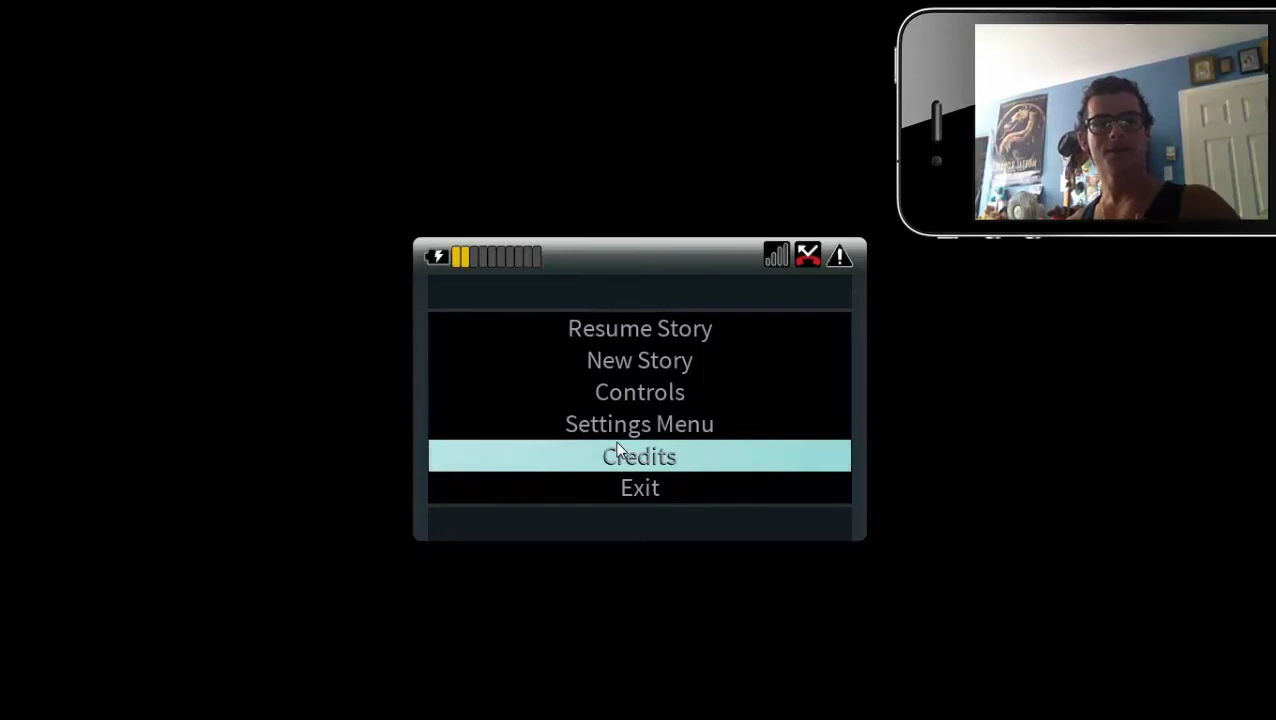 Resume Story
New Story
Controls
Settings Menu
Credits
Exit